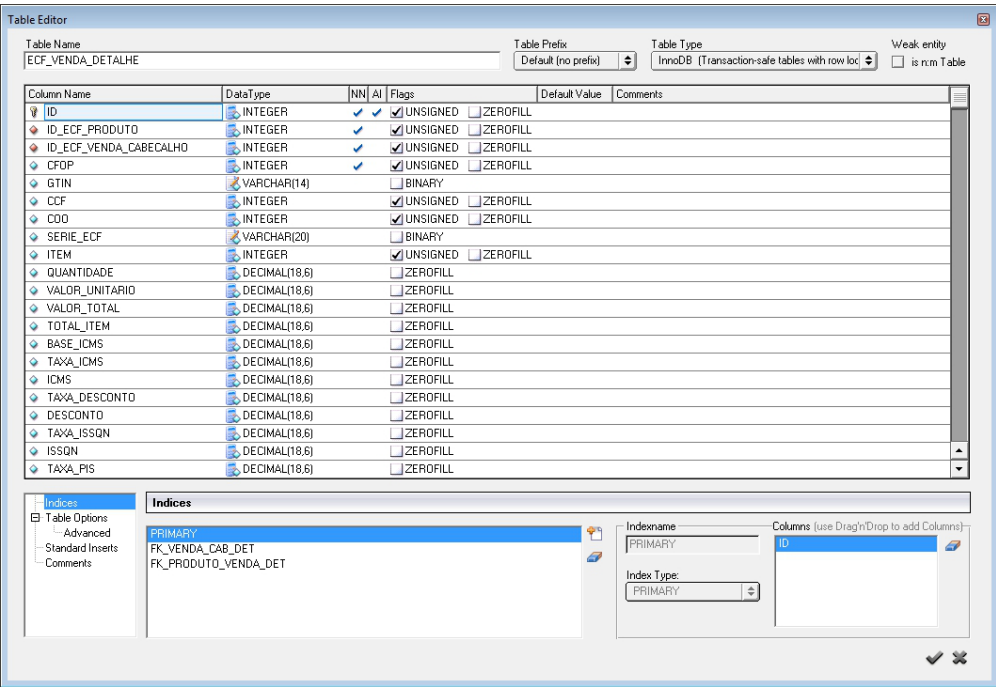 Table Editor
Table Name Table Prefix Table Type Weak entity
ECF_VENDA_DETALHE Default (no prefix) InnoDB (Transaction-safe tables with row loc is n:m Table
Column Name DataType NN AI Flags Default Value Comments
ID INTEGER UNSIGNED ZEROFILL
ID_ECF_PRODUTO INTEGER UNSIGNED ZEROFILL
ID_ECF_VENDA_CABECALHO INTEGER UNSIGNED ZEROFILL
CFOP INTEGER UNSIGNED ZEROFILL
GTIN VARCHAR(14) BINARY
CCF INTEGER UNSIGNED ZEROFILL
COO INTEGER UNSIGNED ZEROFILL
SERIE_ECF VARCHAR(20) BINARY
ITEM INTEGER UNSIGNED ZEROFILL
QUANTIDADE DECIMAL(18,6) ZEROFILL
VALOR_UNITARIO DECIMAL(18,6) ZEROFILL
VALOR_TOTAL DECIMAL(18,6) ZEROFILL
TOTAL_ITEM DECIMAL(18,6) ZEROFILL
BASE_ICMS DECIMAL(18,6) ZEROFILL
TAXA_ICMS DECIMAL(18,6) ZEROFILL
ICMS DECIMAL(18,6) ZEROFILL
TAXA_DESCONTO DECIMAL(18,6) ZEROFILL
DESCONTO DECIMAL(18,6) ZEROFILL
TAXA_ISSQN DECIMAL(18,6) ZEROFILL
ISSQN DECIMAL(18,6) ZEROFILL
TAXA_PIS DECIMAL(18,6) ZEROFILL
Indices
Table Options
Advanced
Standard Inserts
Comments
Indices
PRIMARY
FK_VENDA_CAB_DET
FK_PRODUTO_VENDA_DET
Indexname
PRIMARY
Index Type:
PRIMARY
Columns (use Drag'n'Drop to add Columns)
ID